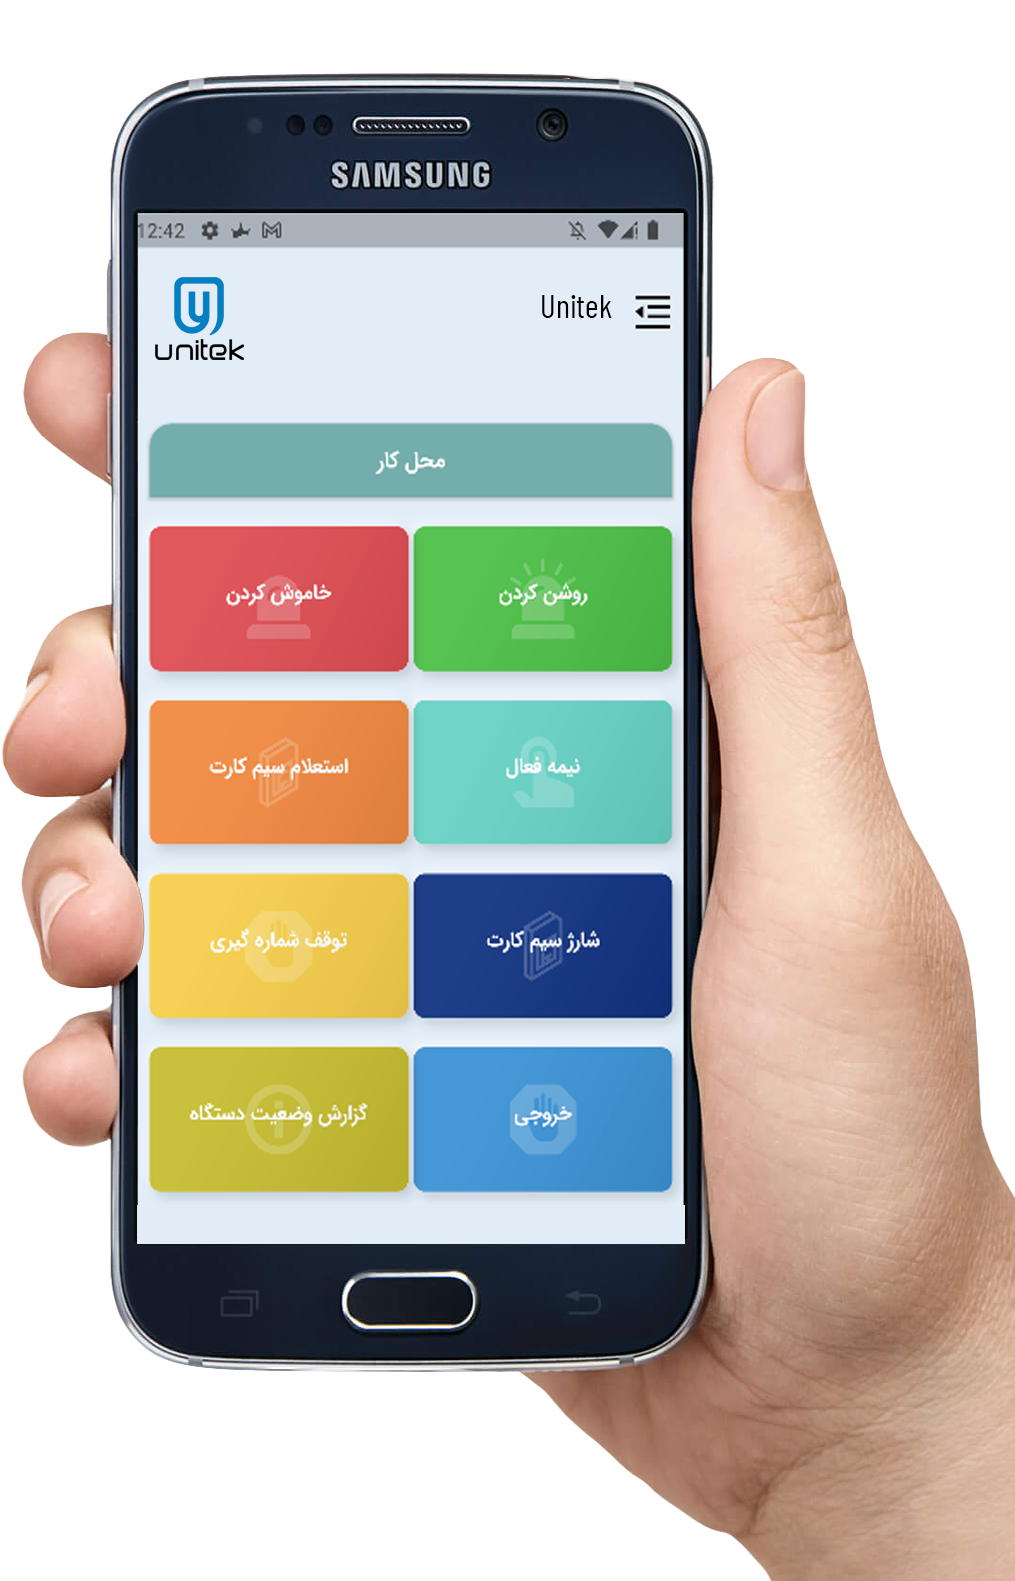 SAMSUNG
12:42
unitek
Unitek
محل کار
روشن کردن
خاموش کردن
نیمه فعال
استعلام سیم کارت
شارژ سیم کارت
توقف شماره گیری
خروجی
گزارش وضعیت دستگاه